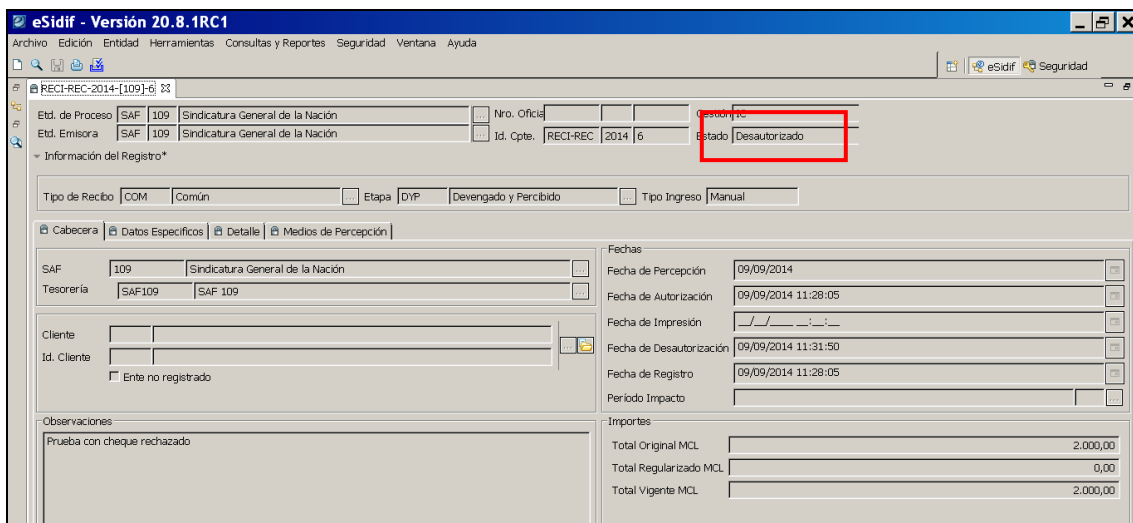 eSidif - Versión 20.8.1RC1
Archivo Edición Entidad Herramientas Consultas y Reportes Seguridad Ventana Ayuda
eSidif Seguridad
RECI-REC-2014-[109]-6
Etd. de Proceso SAF 109 Sindicatura General de la Nación ... Nro. Oficial Gestión IC
Etd. Emisora SAF 109 Sindicatura General de la Nación ... Id. Cpte. RECI-REC 2014 6 Estado Desautorizado
Información del Registro*
Tipo de Recibo COM Común ... Etapa DYP Devengado y Percibido ... Tipo Ingreso Manual
Cabecera Datos Especificos Detalle Medios de Percepción
SAF 109 Sindicatura General de la Nación ...
Tesorería SAF109 SAF 109 ...
Cliente
...
Id. Cliente
Ente no registrado
Observaciones
Prueba con cheque rechazado
Fechas
Fecha de Percepción 09/09/2014
Fecha de Autorización 09/09/2014 11:28:05
Fecha de Impresión __/__/____ __:__:__
Fecha de Desautorización 09/09/2014 11:31:50
Fecha de Registro 09/09/2014 11:28:05
Período Impacto ...
Importes
Total Original MCL 2.000,00
Total Regularizado MCL 0,00
Total Vigente MCL 2.000,00